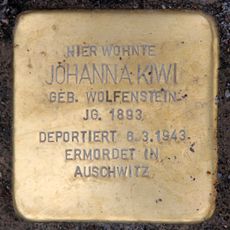 HIER WOHNTE
JOHANNA KIWI
GEB. WOLFENSTEIN
JG. 1893
DEPORTIERT 6.3.1943
ERMORDET IN
AUSCHWITZ